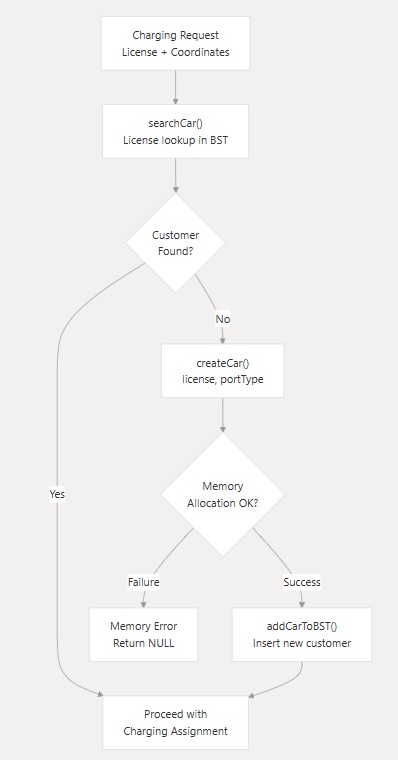 Charging Request
License + Coordinates
searchCar()
License lookup in BST
Customer
Found?
No
createCar()
license, portType
Memory
Allocation OK?
Yes
Failure
Success
Memory Error
Return NULL
addCarToBST()
Insert new customer
Proceed with
Charging Assignment